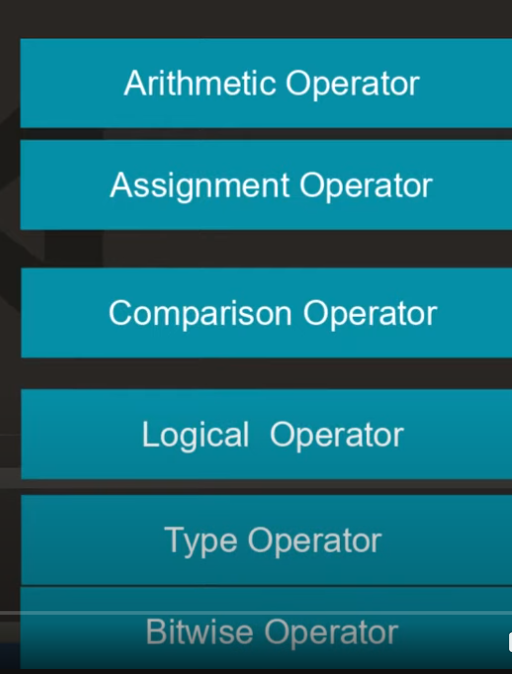 Arithmetic Operator
Assignment Operator
Comparison Operator
Logical Operator
Type Operator
Bitwise Operator